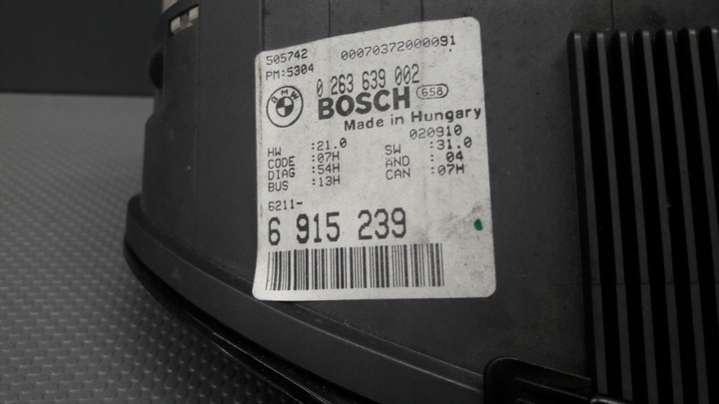 505742 00070372000091
PM:5304
BMW
0 263 639 002
BOSCH 658
Made in Hungary
020910
HW :21.0 SW :31.0
CODE :07H AND : 04
DIAG :54H CAN :07H
BUS :13H
6211-
6 915 239